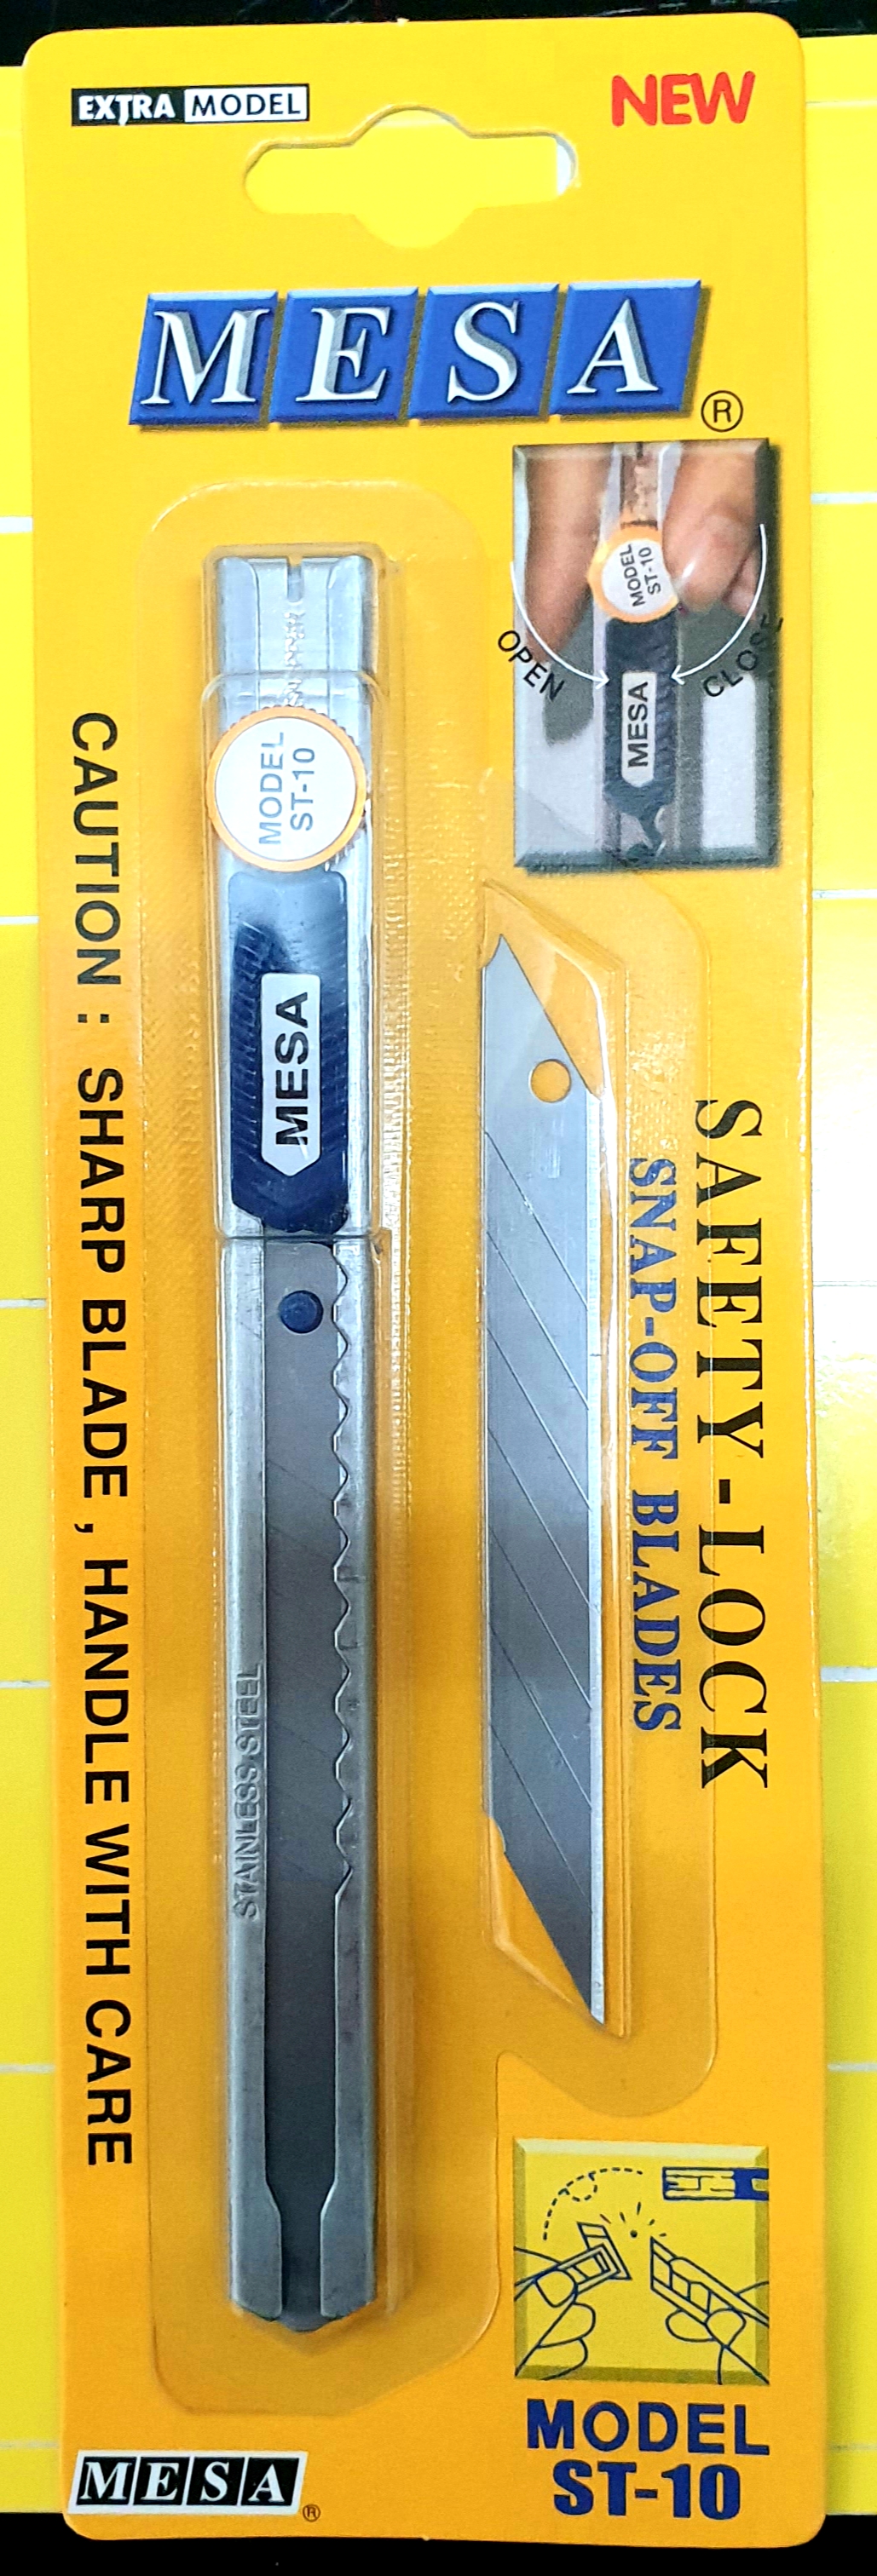 EXTRA MODEL
NEW
MESA
®
MODEL
ST-10
OPEN
CLOSE
MESA
SNAPPER
MODEL
ST-10
MESA
STAINLESS STEEL
CAUTION : SHARP BLADE , HANDLE WITH CARE
SAFETY-LOCK
SNAP-OFF BLADES
MODEL
ST-10
MESA
®